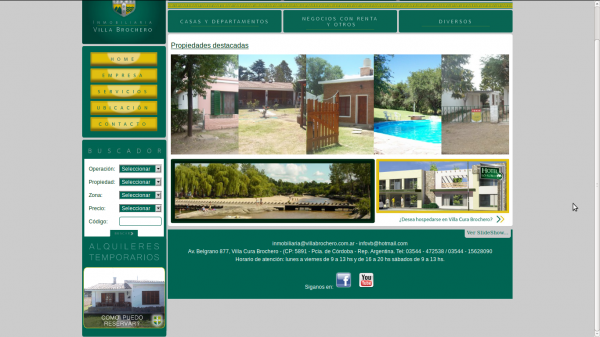 INMOBILIARIA
VILLA BROCHERO
HOME
EMPRESA
SERVICIOS
UBICACIÓN
CONTACTO
BUSCADOR
Operación: Seleccionar
Propiedad: Seleccionar
Zona: Seleccionar
Precio: Seleccionar
Código:
ALQUILERES
TEMPORARIOS
COMO PUEDO
RESERVAR?
CASAS Y DEPARTAMENTOS
NEGOCIOS CON RENTA
Y OTROS
DIVERSOS
Propiedades destacadas
HOTEL
¿Desea hospedarse en Villa Cura Brochero?
Ver SlideShow...
inmobiliaria@villabrochero.com.ar - infovb@hotmail.com
Av. Belgrano 877, Villa Cura Brochero - (CP: 5891 - Pcia. de Córdoba - Rep. Argentina. Tel: 03544 - 472538 / 03544 - 15628090
Horario de atención: lunes a viernes de 9 a 13 hs y de 16 a 20 hs sábados de 9 a 13 hs.
Siganos en:
You
Tube